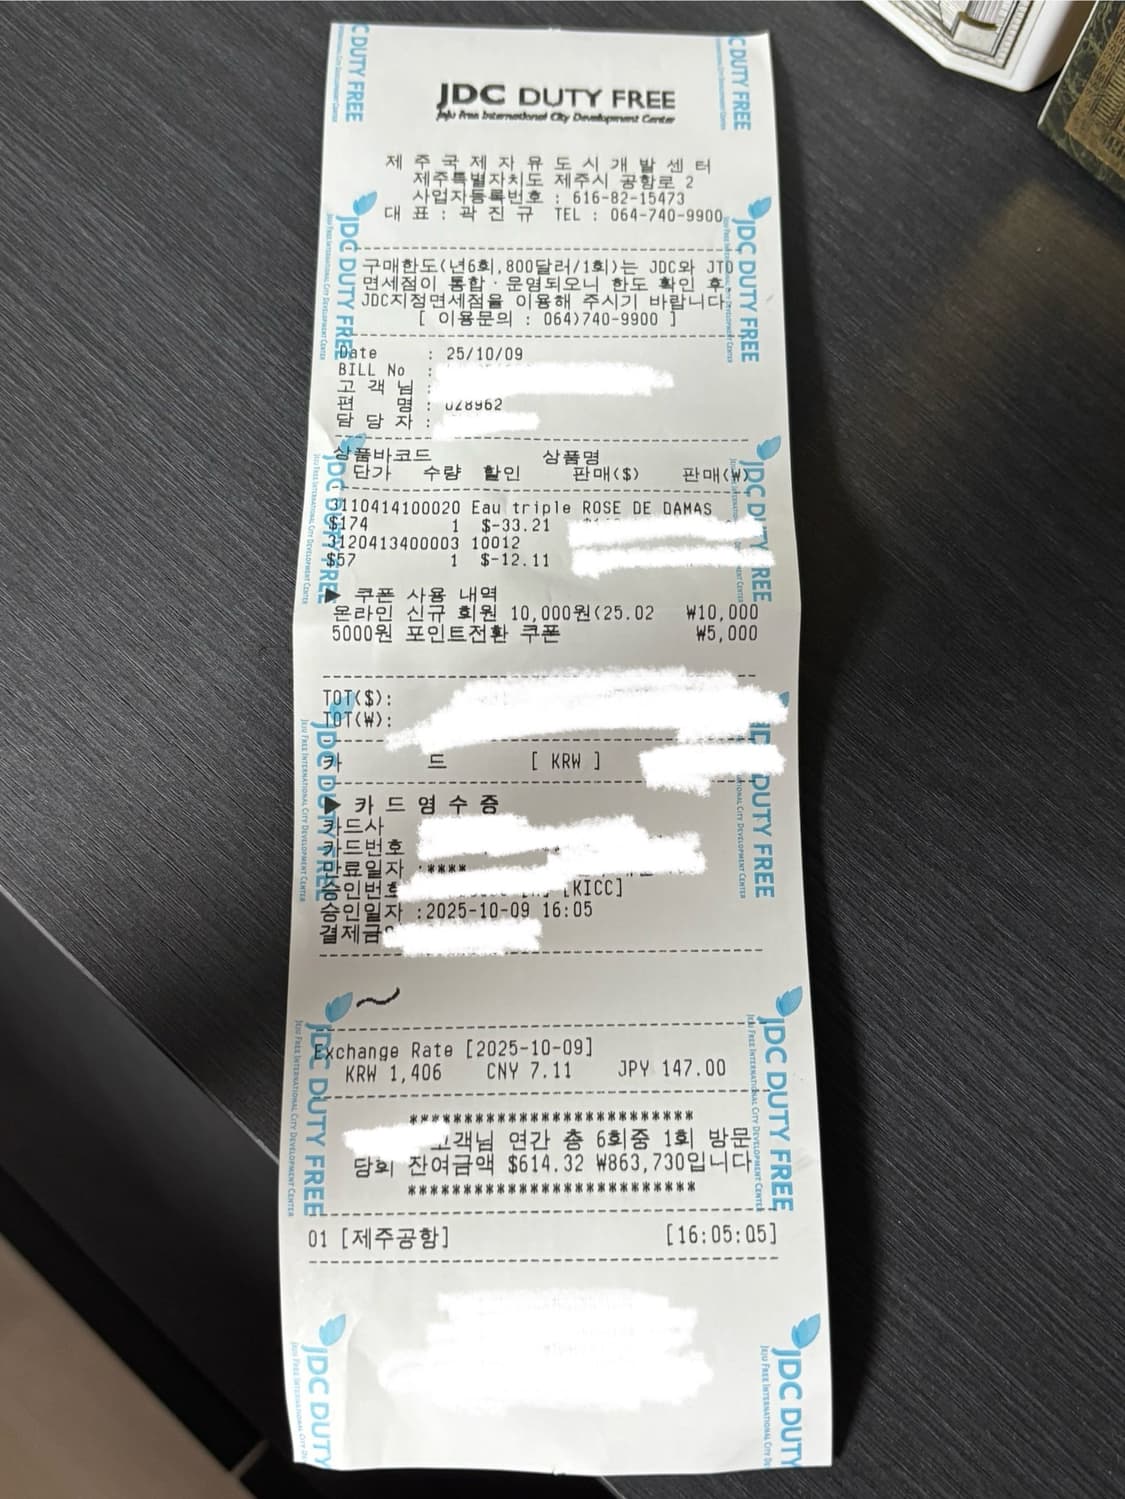 JDC DUTY FREE
Jeju Free International City Development Center
제 주 국 제 자 유 도 시 개 발 센 터
제주특별자치도 제주시 공항로 2
사업자등록번호 : 616-82-15473
대 표 : 곽 진 규 TEL : 064-740-9900
구매한도(년6회,800달러/1회)는 JDC와 JTO
면세점이 통합·운영되오니 한도 확인 후
JDC지정면세점을 이용해 주시기 바랍니다
[ 이용문의 : 064)740-9900 ]
Date : 25/10/09
BILL No :
고 객 님 :
편 명 : 028962
담 당 자 :
상품바코드 상품명
단가 수량 할인 판매($) 판매(₩)
3110414100020 Eau triple ROSE DE DAMAS
$174 1 $-33.21
3120413400003 10012
$57 1 $-12.11
▶ 쿠폰 사용 내역
온라인 신규 회원 10,000원(25.02 ₩10,000
5000원 포인트전환 쿠폰 ₩5,000
TOT($):
TOT(₩):
카 드 [ KRW ]
▶ 카 드 영 수 증
카드사
카드번호
만료일자 :****
승인번호 [KICC]
승인일자 :2025-10-09 16:05
결제금
Exchange Rate [2025-10-09]
KRW 1,406 CNY 7.11 JPY 147.00
************************
고객님 연간 총 6회중 1회 방문
당회 잔여금액 $614.32 ₩863,730입니다
************************
01 [제주공항] [16:05:05]
JDC DUTY FREE
JEJU FREE INTERNATIONAL CITY DEVELOPMENT CENTER